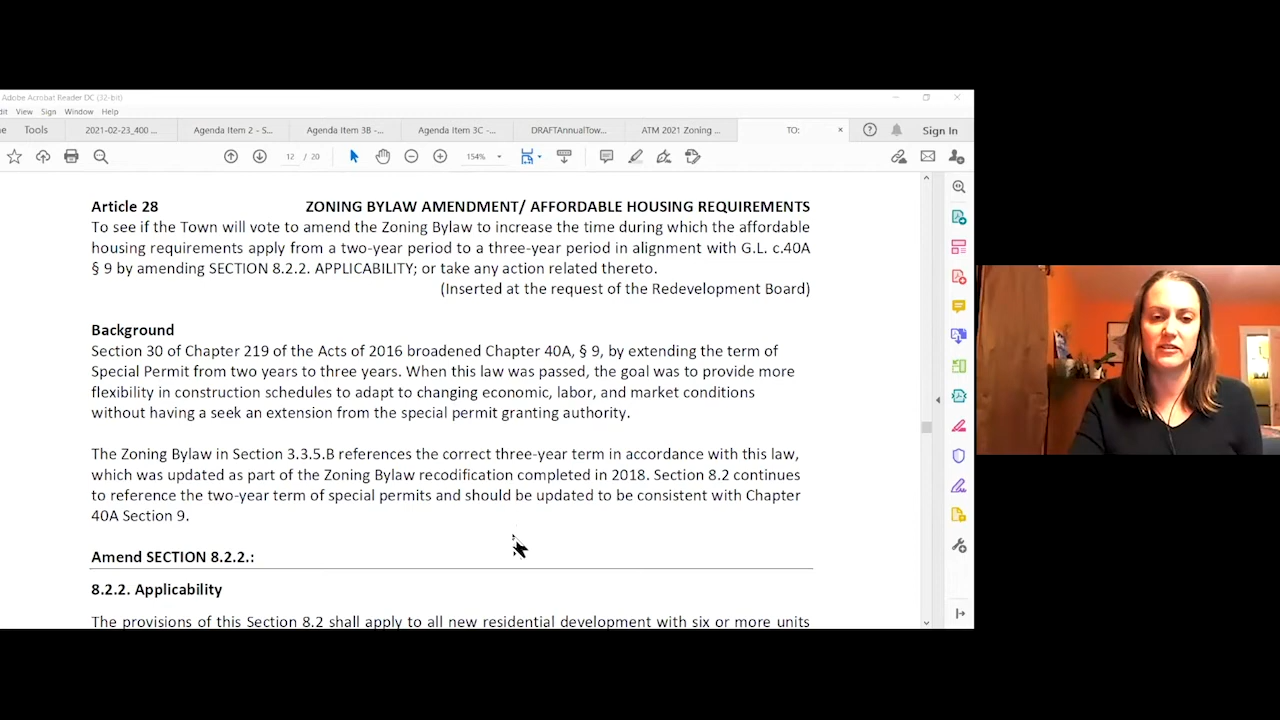 Adobe Acrobat Reader DC (32-bit)
dit View Sign Window Help
e Tools 2021-02-23_400 ... Agenda Item 2 - S... Agenda Item 3B -... Agenda Item 3C -... DRAFTAnnualTow... ATM 2021 Zoning ... TO: × Sign In
12 / 20 154%
Article 28 ZONING BYLAW AMENDMENT/ AFFORDABLE HOUSING REQUIREMENTS
To see if the Town will vote to amend the Zoning Bylaw to increase the time during which the affordable
housing requirements apply from a two-year period to a three-year period in alignment with G.L. c.40A
§ 9 by amending SECTION 8.2.2. APPLICABILITY; or take any action related thereto.
(Inserted at the request of the Redevelopment Board)
Background
Section 30 of Chapter 219 of the Acts of 2016 broadened Chapter 40A, § 9, by extending the term of
Special Permit from two years to three years. When this law was passed, the goal was to provide more
flexibility in construction schedules to adapt to changing economic, labor, and market conditions
without having a seek an extension from the special permit granting authority.
The Zoning Bylaw in Section 3.3.5.B references the correct three-year term in accordance with this law,
which was updated as part of the Zoning Bylaw recodification completed in 2018. Section 8.2 continues
to reference the two-year term of special permits and should be updated to be consistent with Chapter
40A Section 9.
Amend SECTION 8.2.2.:
8.2.2. Applicability
The provisions of this Section 8.2 shall apply to all new residential development with six or more units